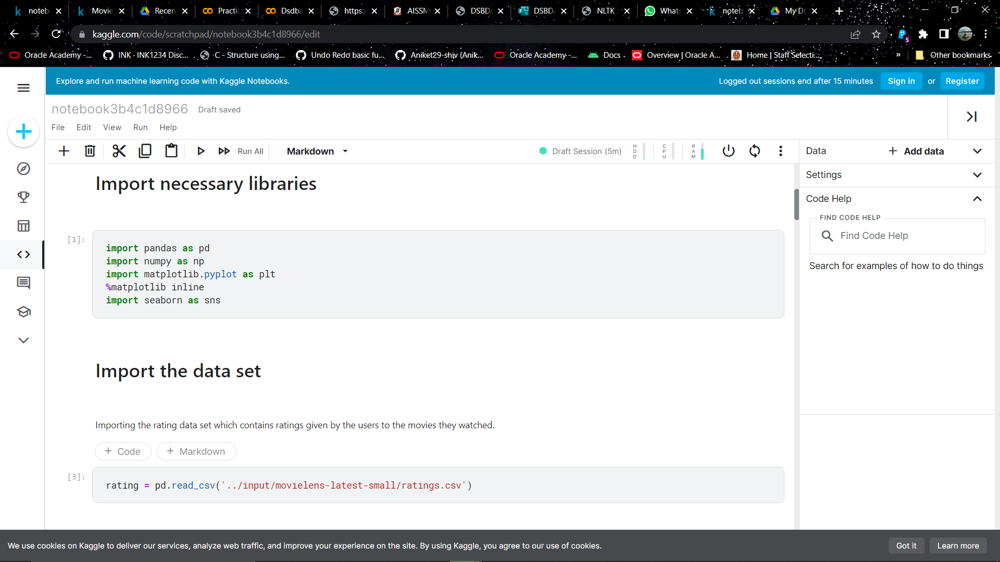 noteb
Movie
Recen
Practic
Dsdba
https:/
AISSM
DSBDA
DSBDA
NLTK
Whats
noteb
My Dr
kaggle.com/code/scratchpad/notebook3b4c1d8966/edit
5
Oracle Academy -...
INK · INK1234 Disc...
C - Structure using...
Undo Redo basic fu...
Aniket29-shiv (Anik...
Oracle Academy -...
Docs
Overview | Oracle A...
Home | Staff Selecti...
»
Other bookmarks
Explore and run machine learning code with Kaggle Notebooks.
Logged out sessions end after 15 minutes
Sign in
or
Register
notebook3b4c1d8966
Draft saved
File
Edit
View
Run
Help
Run All
Markdown
Draft Session (5m)
HDD
CPU
RAM
Data
+ Add data
Settings
Code Help
FIND CODE HELP
Find Code Help
Search for examples of how to do things
Import necessary libraries
[1]:
import pandas as pd
import numpy as np
import matplotlib.pyplot as plt
%matplotlib inline
import seaborn as sns
Import the data set
Importing the rating data set which contains ratings given by the users to the movies they watched.
+ Code
+ Markdown
[3]:
rating = pd.read_csv('../input/movielens-latest-small/ratings.csv')
We use cookies on Kaggle to deliver our services, analyze web traffic, and improve your experience on the site. By using Kaggle, you agree to our use of cookies.
Got it
Learn more